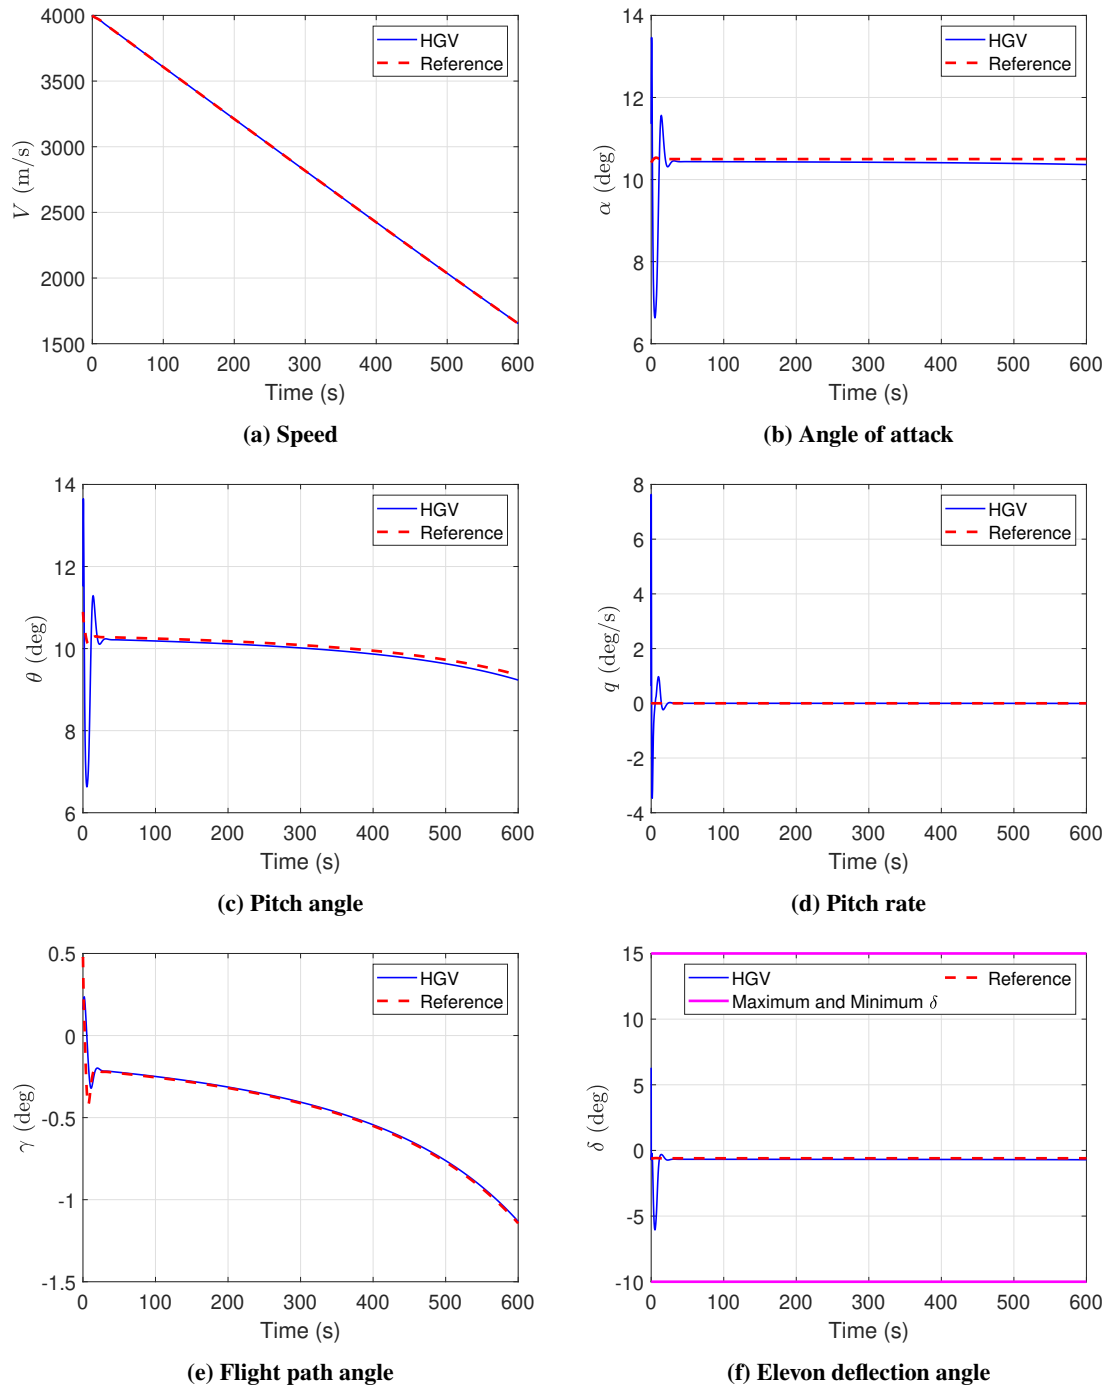 4000
3500
3000
2500
2000
1500
V (m/s)
HGV
Reference
0 100 200 300 400 500 600
Time (s)
(a) Speed
14
12
10
8
6
α (deg)
HGV
Reference
0 100 200 300 400 500 600
Time (s)
(b) Angle of attack
14
12
10
8
6
θ (deg)
HGV
Reference
0 100 200 300 400 500 600
Time (s)
(c) Pitch angle
8
6
4
2
0
-2
-4
q (deg/s)
HGV
Reference
0 100 200 300 400 500 600
Time (s)
(d) Pitch rate
0.5
0
-0.5
-1
-1.5
γ (deg)
HGV
Reference
0 100 200 300 400 500 600
Time (s)
(e) Flight path angle
15
10
5
0
-5
-10
δ (deg)
HGV
Reference
Maximum and Minimum δ
0 100 200 300 400 500 600
Time (s)
(f) Elevon deflection angle